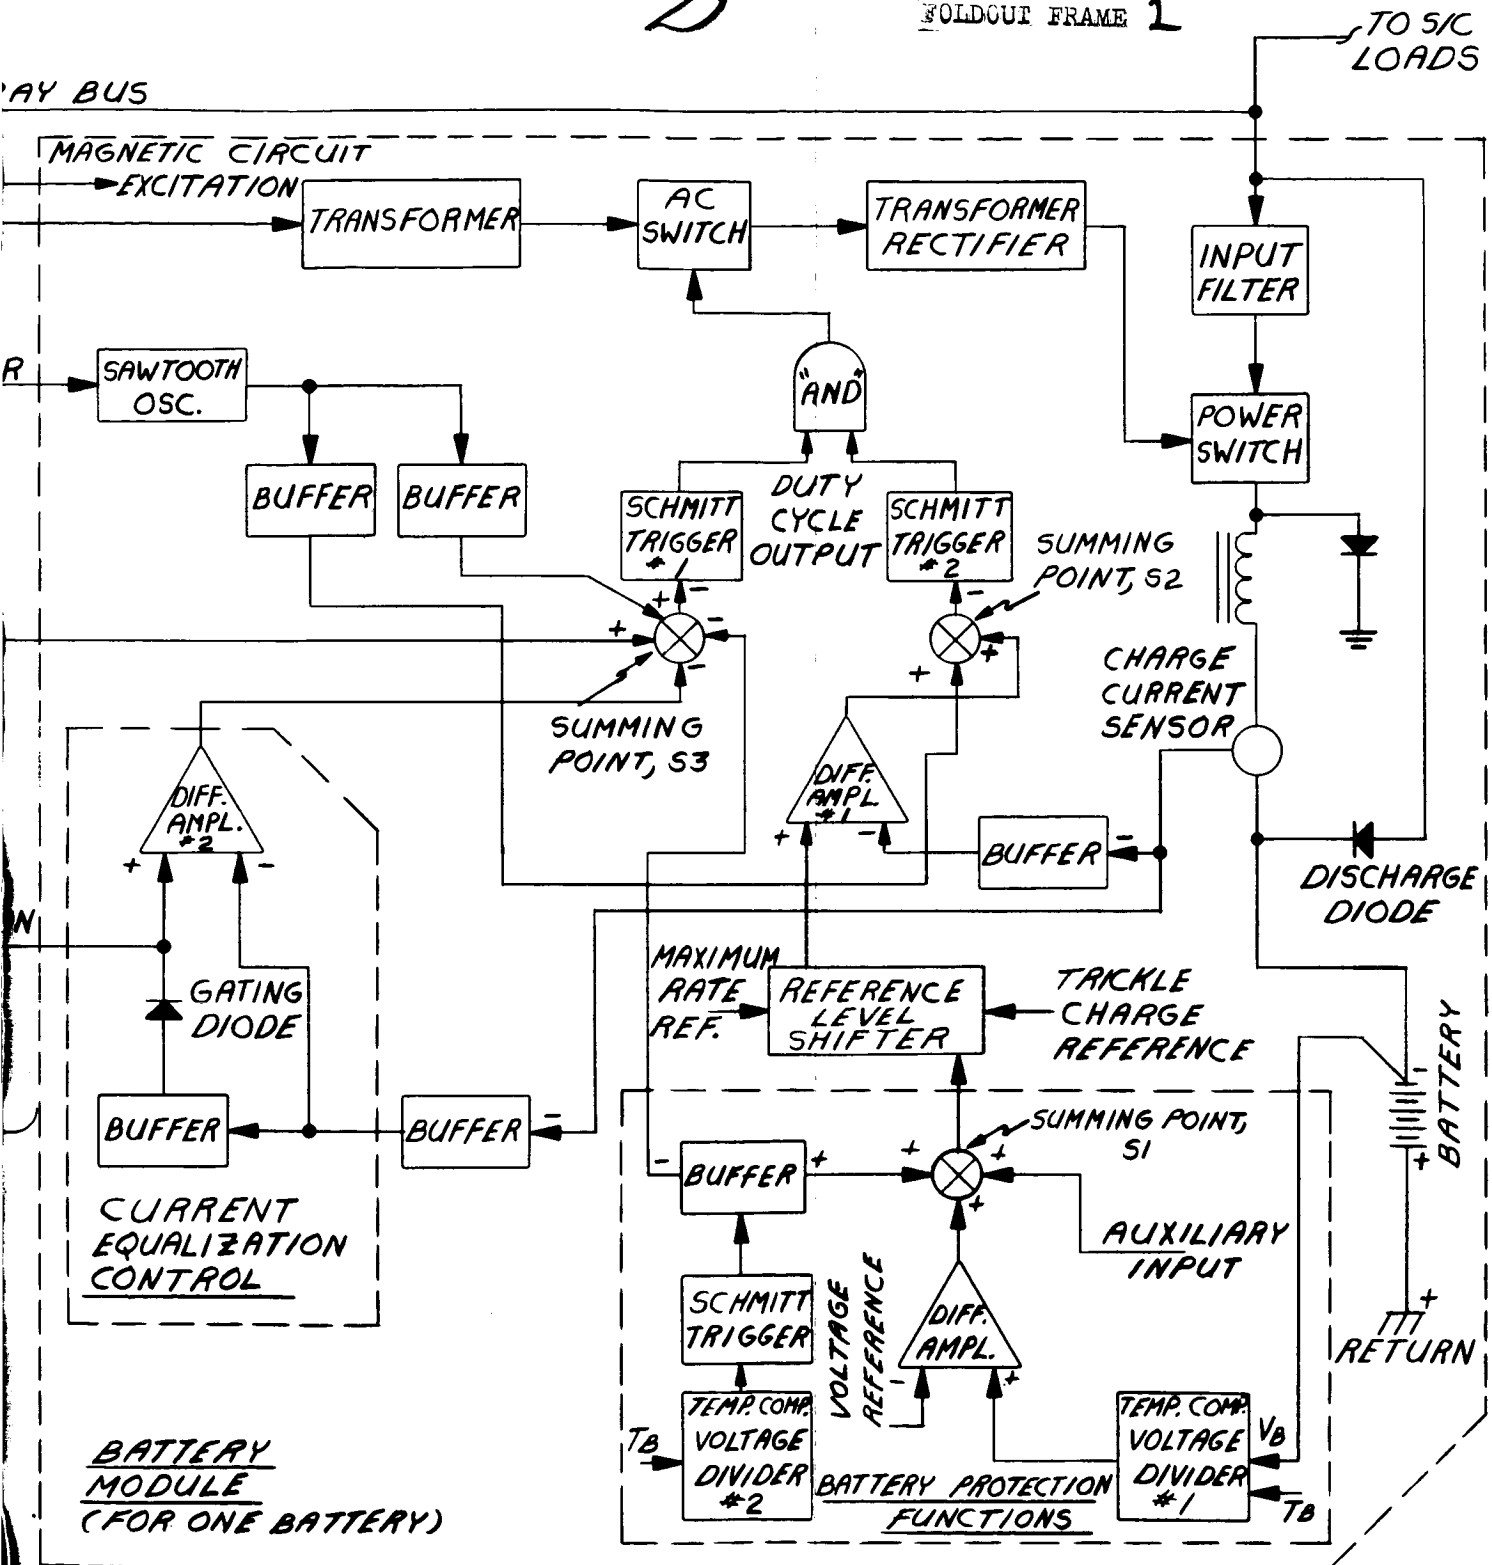 FOLDOUT FRAME 1
TO S/C
LOADS
AY BUS
MAGNETIC CIRCUIT
EXCITATION
TRANSFORMER
AC
SWITCH
TRANSFORMER
RECTIFIER
INPUT
FILTER
R
SAWTOOTH
OSC.
"AND"
POWER
SWITCH
BUFFER
BUFFER
SCHMITT
TRIGGER
#1
DUTY
CYCLE
OUTPUT
SCHMITT
TRIGGER
#2
SUMMING
POINT, S2
+ -
-
+
-
-
+
+
SUMMING
POINT, S3
CHARGE
CURRENT
SENSOR
DIFF.
AMPL.
#2
+ -
DIFF.
AMPL.
#1
+ -
BUFFER
-
DISCHARGE
DIODE
N
GATING
DIODE
MAXIMUM
RATE
REF.
REFERENCE
LEVEL
SHIFTER
TRICKLE
CHARGE
REFERENCE
BATTERY
-
+
BUFFER
BUFFER
-
SUMMING POINT,
S1
-
BUFFER
+
+
+
+
AUXILIARY
INPUT
CURRENT
EQUALIZATION
CONTROL
SCHMITT
TRIGGER
VOLTAGE
REFERENCE
DIFF.
AMPL.
- +
+
RETURN
TB
TEMP. COMP.
VOLTAGE
DIVIDER
#2
TEMP. COMP.
VOLTAGE
DIVIDER
#1
VB
TB
BATTERY PROTECTION
FUNCTIONS
BATTERY
MODULE
(FOR ONE BATTERY)